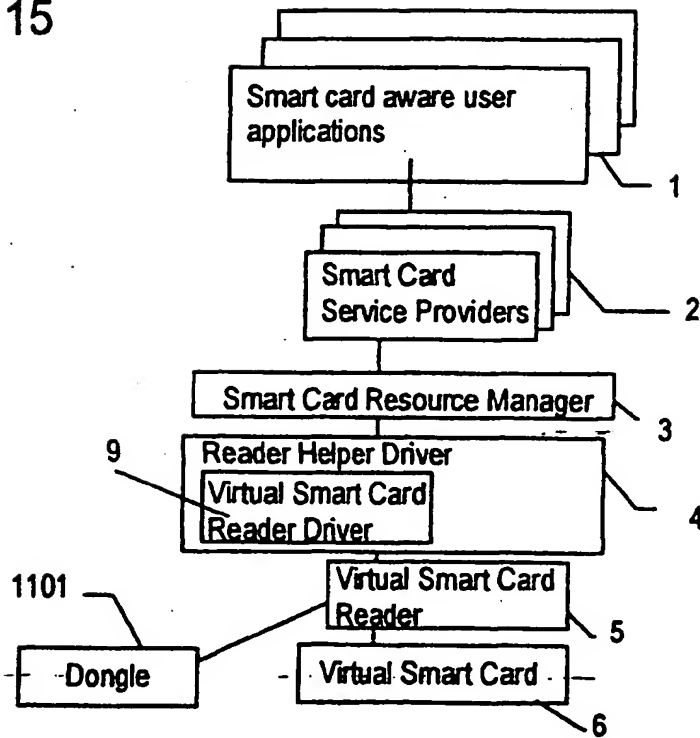 15
Smart card aware user
applications
1
Smart Card
Service Providers
2
Smart Card Resource Manager
3
Reader Helper Driver
9
Virtual Smart Card
Reader Driver
4
1101
Virtual Smart Card
Reader
5
Dongle
Virtual Smart Card
6